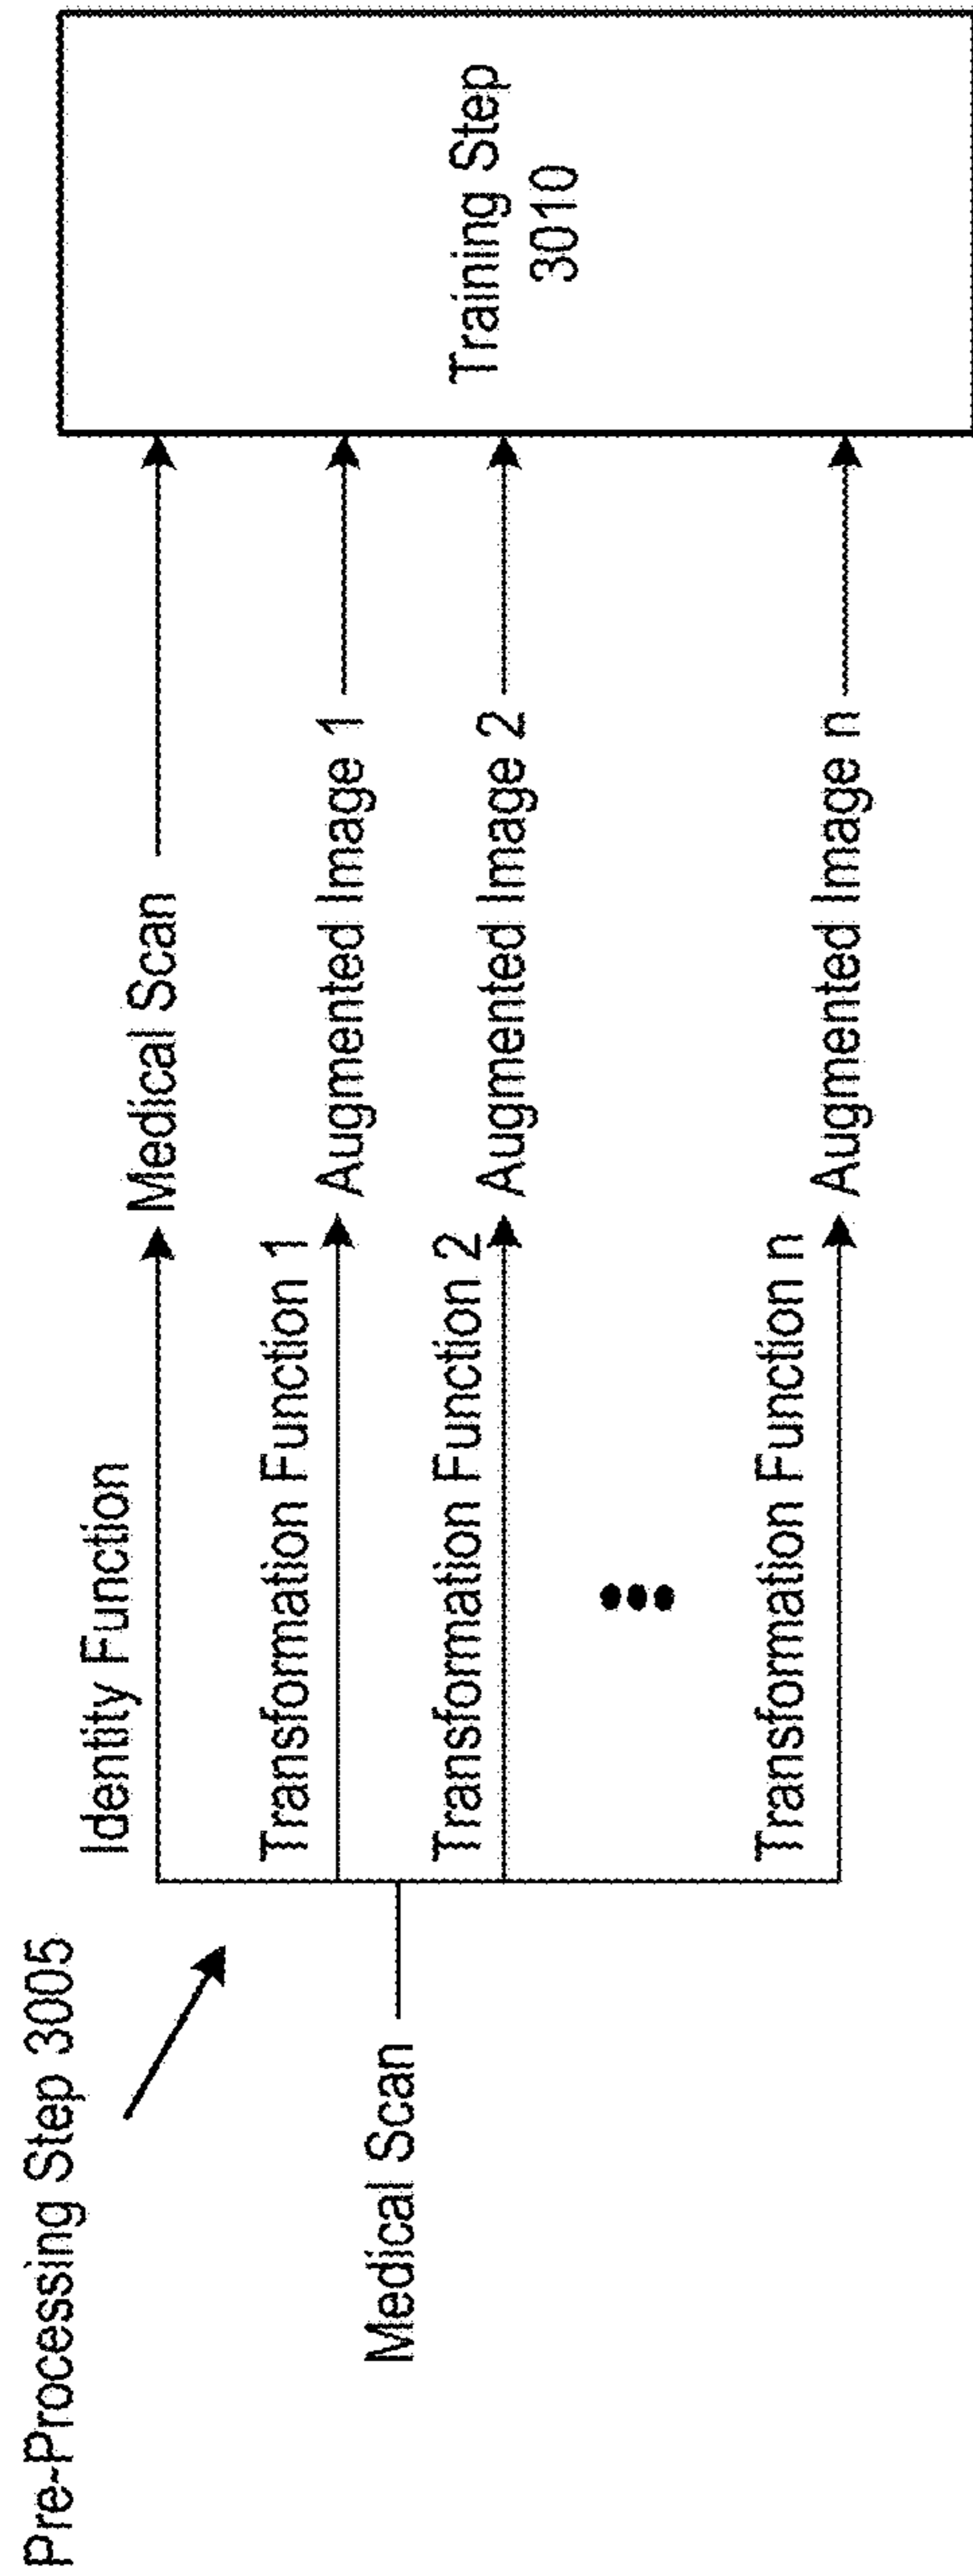 Pre-Processing Step 3005
Medical Scan
Identity Function
Medical Scan
Transformation Function 1
Augmented Image 1
Transformation Function 2
Augmented Image 2
Transformation Function n
Augmented Image n
Training Step
3010